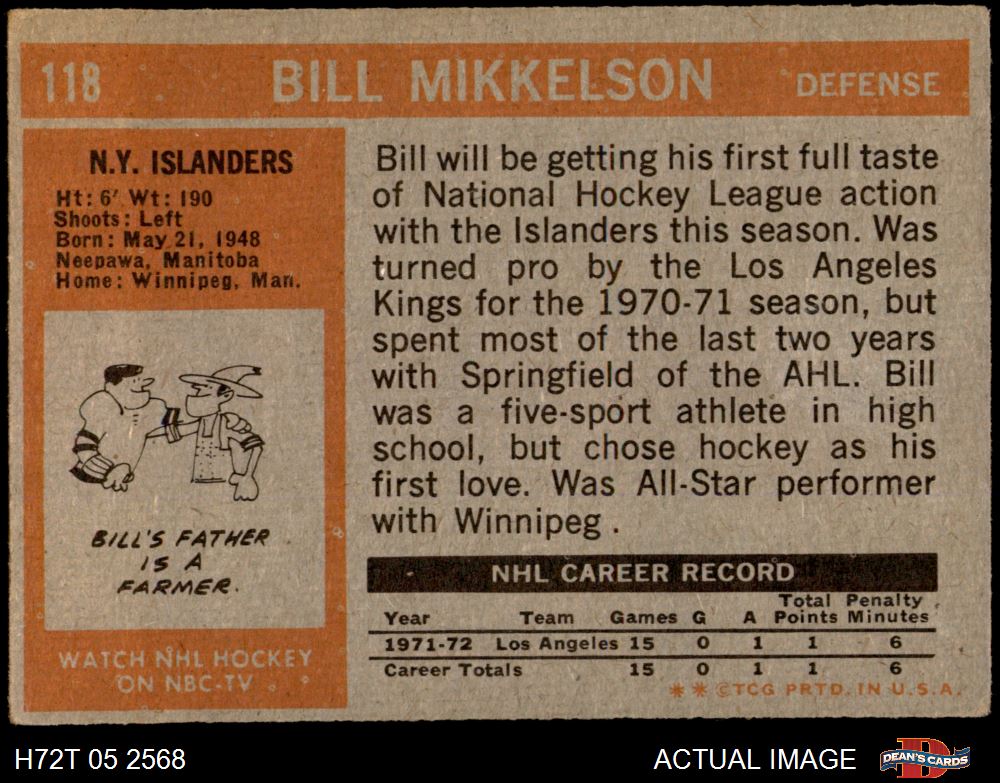 118 BILL MIKKELSON DEFENSE
N.Y. ISLANDERS
Ht: 6' Wt: 190
Shoots: Left
Born: May 21, 1948
Neepawa, Manitoba
Home: Winnipeg, Man.
BILL'S FATHER
IS A
FARMER.
WATCH NHL HOCKEY
ON NBC-TV
Bill will be getting his first full taste
of National Hockey League action
with the Islanders this season. Was
turned pro by the Los Angeles
Kings for the 1970-71 season, but
spent most of the last two years
with Springfield of the AHL. Bill
was a five-sport athlete in high
school, but chose hockey as his
first love. Was All-Star performer
with Winnipeg.
NHL CAREER RECORD
Year Team Games G A Total Points Penalty Minutes
1971-72 Los Angeles 15 0 1 1 6
Career Totals 15 0 1 1 6
* * ©TCG PRTD. IN U.S.A.
H72T 05 2568 ACTUAL IMAGE D DEAN'S CARDS